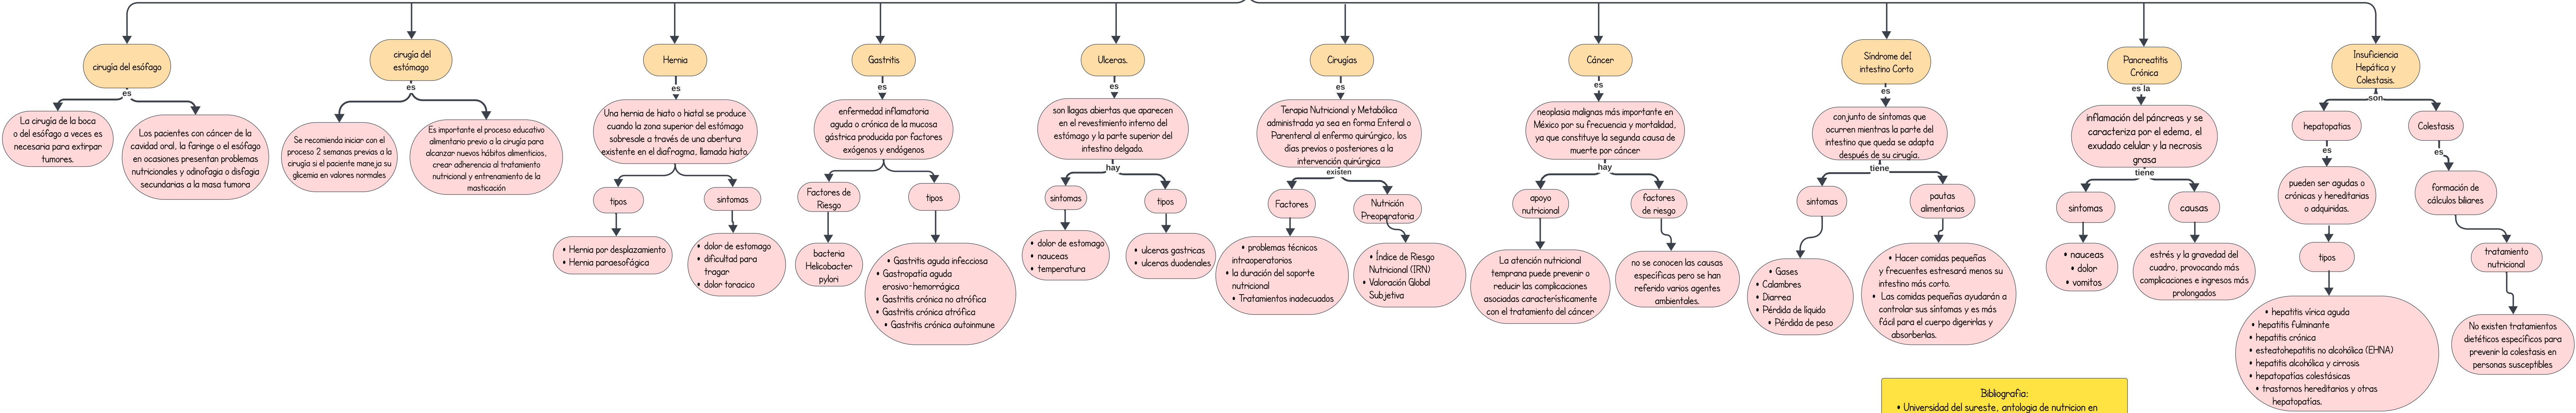 cirugía del esófago
es
La cirugía de la boca
o del esófago a veces es
necesaria para extirpar
tumores.
Los pacientes con cáncer de la
cavidad oral, la faringe o el esófago
en ocasiones presentan problemas
nutricionales y odinofagia o disfagia
secundarias a la masa tumora
cirugía del
estómago
es
Se recomienda iniciar con el
proceso 2 semanas previas a la
cirugía si el paciente maneja su
glicemia en valores normales
Es importante el proceso educativo
alimentario previo a la cirugía para
alcanzar nuevos hábitos alimenticios,
crear adherencia al tratamiento
nutricional y entrenamiento de la
masticación
Hernia
es
Una hernia de hiato o hiatal se produce
cuando la zona superior del estómago
sobresale a través de una abertura
existente en el diafragma, llamada hiato.
tipos
• Hernia por desplazamiento
• Hernia paraesofágica
sintomas
• dolor de estomago
• dificultad para
tragar
• dolor toracico
Gastritis
es
enfermedad inflamatoria
aguda o crónica de la mucosa
gástrica producida por factores
exógenos y endógenos
Factores de
Riesgo
bacteria
Helicobacter
pylori
tipos
• Gastritis aguda infecciosa
• Gastropatía aguda
erosivo-hemorrágica
• Gastritis crónica no atrófica
• Gastritis crónica atrófica
• Gastritis crónica autoinmune
Ulceras.
es
son llagas abiertas que aparecen
en el revestimiento interno del
estómago y la parte superior del
intestino delgado.
hay
sintomas
• dolor de estomago
• nauceas
• temperatura
tipos
• ulceras gastricas
• ulceras duodenales
Cirugías
es
Terapia Nutricional y Metabólica
administrada ya sea en forma Enteral o
Parenteral al enfermo quirúrgico, los
días previos o posteriores a la
intervención quirúrgica
existen
Factores
• problemas técnicos
intraoperatorios
• la duración del soporte
nutricional
• Tratamientos inadecuados
Nutrición
Preoperatoria
• Índice de Riesgo
Nutricional (IRN)
• Valoración Global
Subjetiva
Cáncer
es
neoplasia malignas más importante en
México por su frecuencia y mortalidad,
ya que constituye la segunda causa de
muerte por cáncer
hay
apoyo
nutricional
La atención nutricional
temprana puede prevenir o
reducir las complicaciones
asociadas característicamente
con el tratamiento del cáncer
factores
de riesgo
no se conocen las causas
específicas pero se han
referido varios agentes
ambientales.
Síndrome del
intestino Corto
es
conjunto de síntomas que
ocurren mientras la parte del
intestino que queda se adapta
después de su cirugía.
tiene
sintomas
• Gases
• Calambres
• Diarrea
• Pérdida de líquido
• Pérdida de peso
pautas
alimentarias
• Hacer comidas pequeñas
y frecuentes estresará menos su
intestino más corto.
• Las comidas pequeñas ayudarán a
controlar sus síntomas y es más
fácil para el cuerpo digerirlas y
absorberlas.
Pancreatitis
Crónica
es la
inflamación del páncreas y se
caracteriza por el edema, el
exudado celular y la necrosis
grasa
tiene
sintomas
• nauceas
• dolor
• vomitos
causas
estrés y la gravedad del
cuadro, provocando más
complicaciones e ingresos más
prolongados
Insuficiencia
Hepática y
Colestasis.
son
hepatopatias
es
pueden ser agudas o
crónicas y hereditarias
o adquiridas.
tipos
• hepatitis vírica aguda
• hepatitis fulminante
• hepatitis crónica
• esteatohepatitis no alcohólica (EHNA)
• hepatitis alcohólica y cirrosis
• hepatopatías colestásicas
• trastornos hereditarios y otras
hepatopatías.
Colestasis
es
formación de
cálculos biliares
tratamiento
nutricional
No existen tratamientos
dietéticos específicos para
prevenir la colestasis en
personas susceptibles
Bibliografia:
• Universidad del sureste, antologia de nutricion en